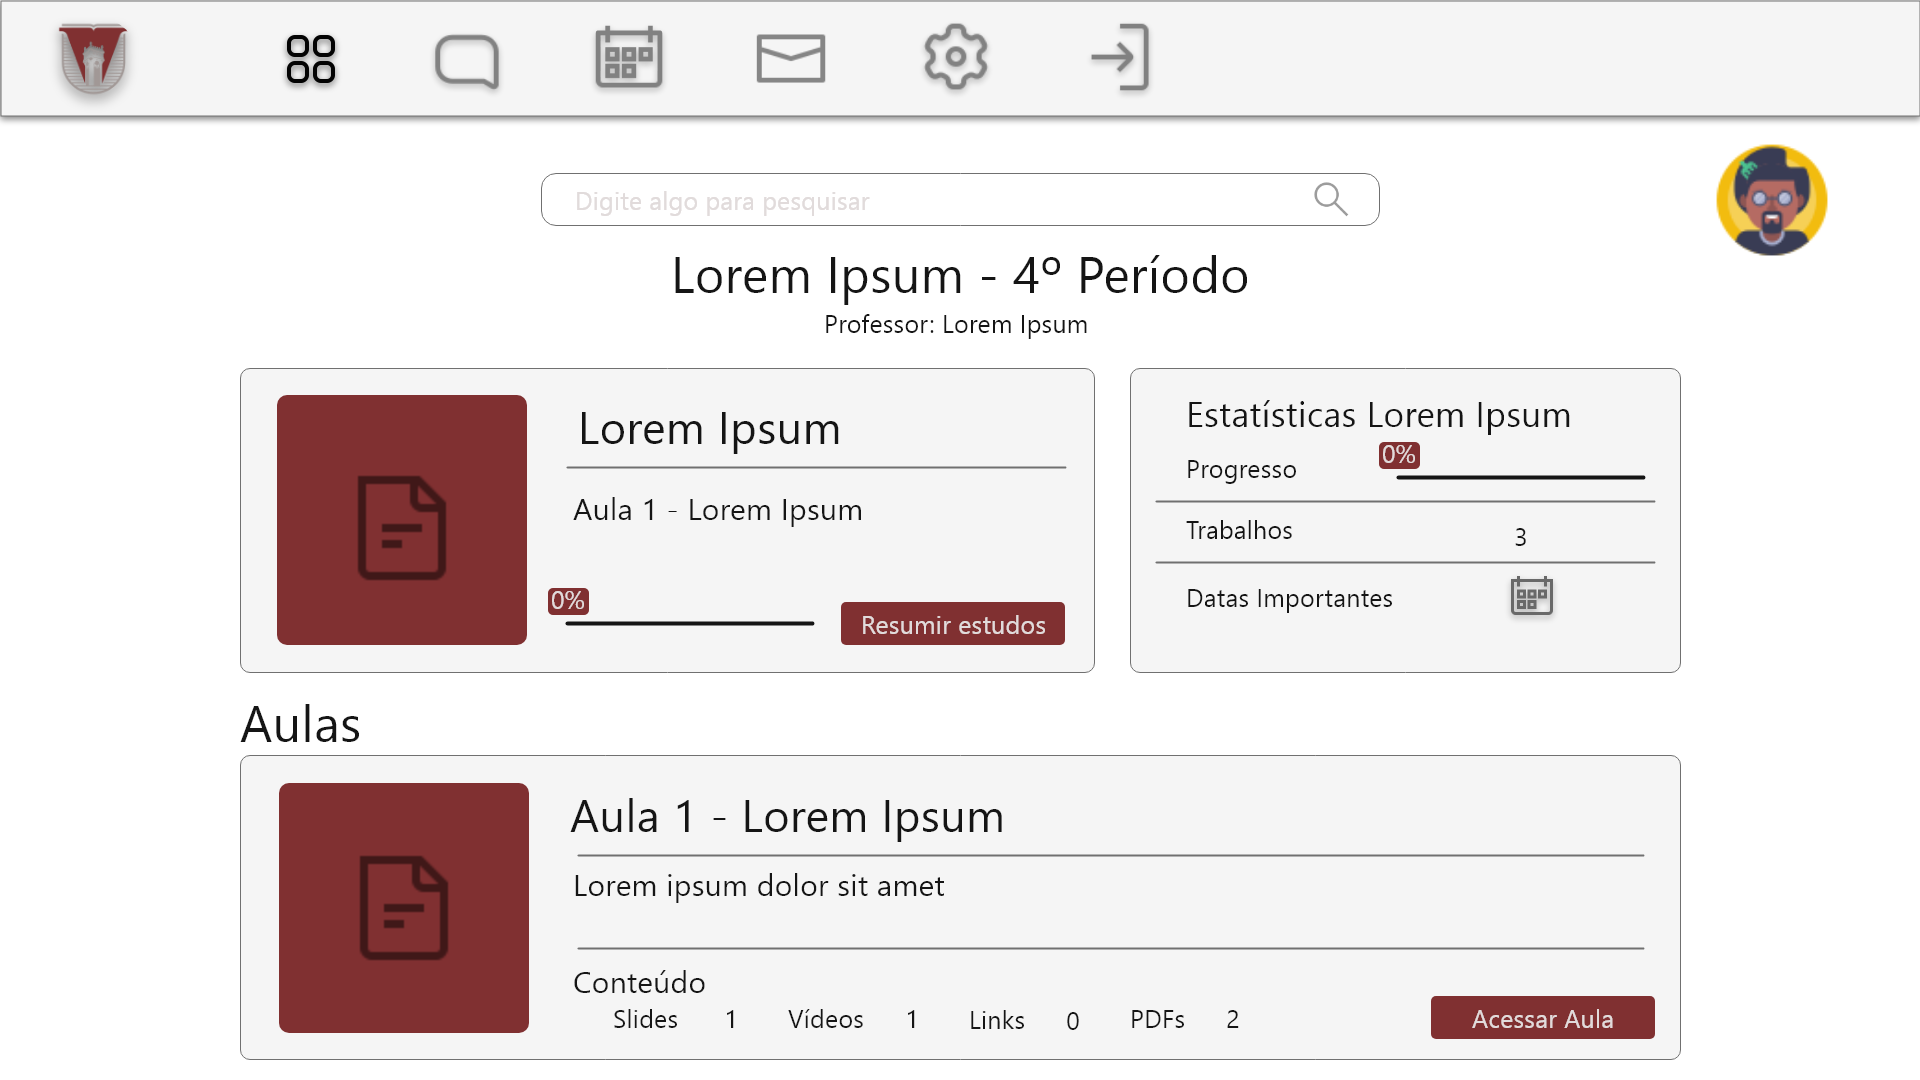 Digite algo para pesquisar
Lorem Ipsum - 4º Período
Professor: Lorem Ipsum
Lorem Ipsum
Aula 1 - Lorem Ipsum
0%
Resumir estudos
Estatísticas Lorem Ipsum
0%
Progresso
Trabalhos 3
Datas Importantes
Aulas
Aula 1 - Lorem Ipsum
Lorem ipsum dolor sit amet
Conteúdo
Slides 1 Vídeos 1 Links 0 PDFs 2
Acessar Aula